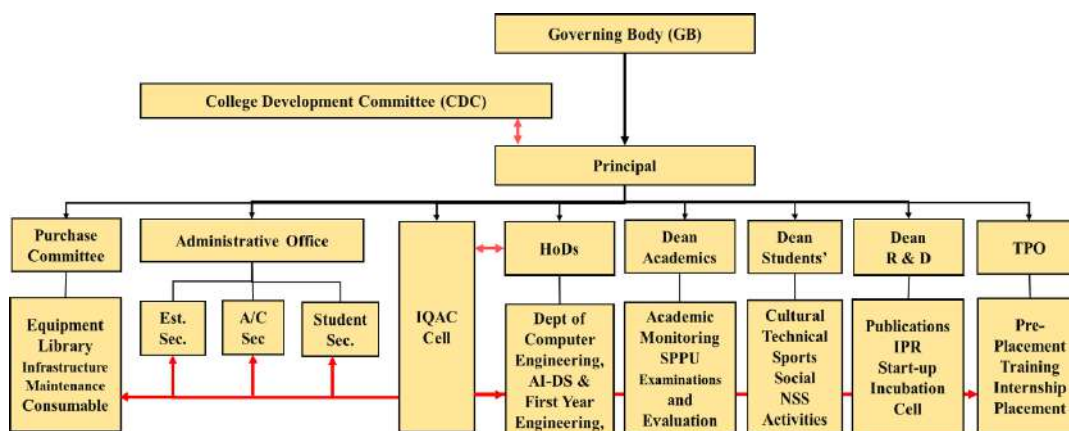 Governing Body (GB)
College Development Committee (CDC)
Principal
Purchase
Committee
Administrative Office
IQAC
Cell
HoDs
Dean
Academics
Dean
Students’
Dean
R & D
TPO
Equipment
Library
Infrastructure
Maintenance
Consumable
Est.
Sec.
A/C
Sec
Student
Sec.
Dept of
Computer
Engineering,
AI-DS &
First Year
Engineering,
Academic
Monitoring
SPPU
Examinations
and
Evaluation
Cultural
Technical
Sports
Social
NSS
Activities
Publications
IPR
Start-up
Incubation
Cell
Pre-
Placement
Training
Internship
Placement